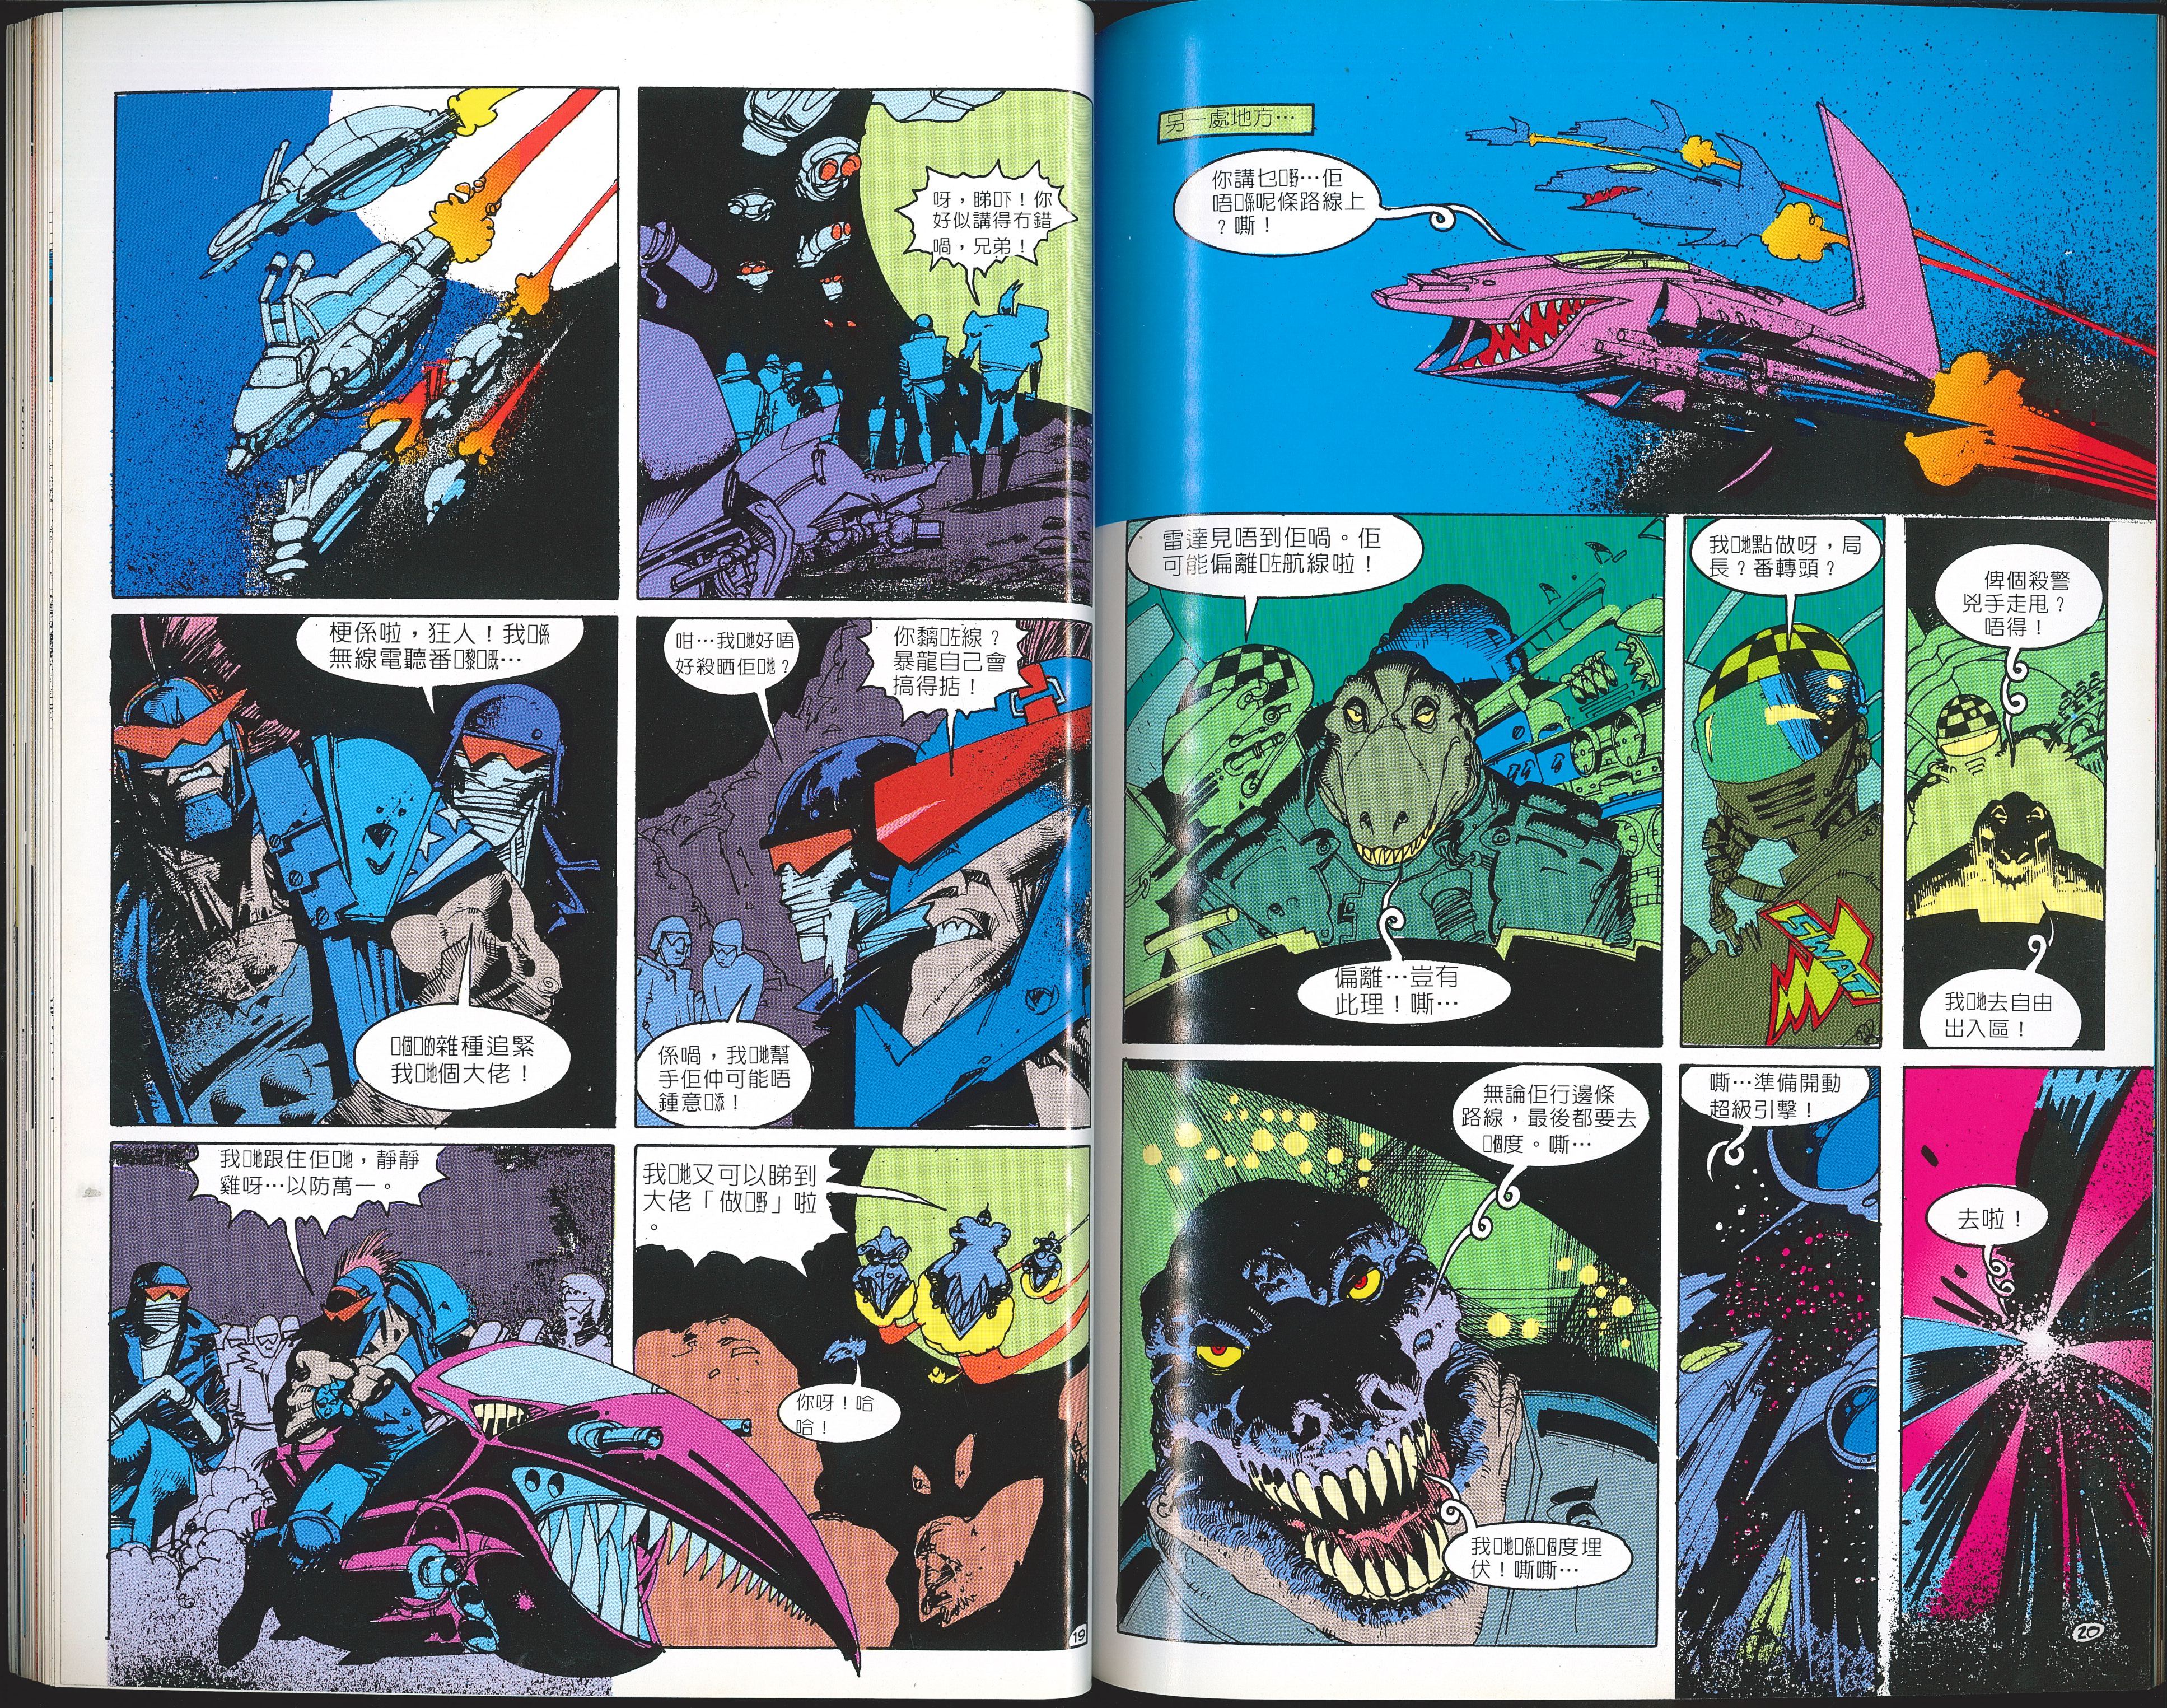 呀，睇吓！你
好似講得冇錯
喎，兄弟！
梗係啦，狂人！我喺
無線電聽番嚟嘅…
嗰啲雜種追緊
我哋個大佬！
咁…我哋好唔
好殺晒佢哋？
你黐咗線？
暴龍自己會
搞得掂！
係喎，我哋幫
手佢仲可能唔
鍾意添！
我哋跟住佢哋，靜靜
雞呀…以防萬一。
我哋又可以睇到
大佬「做嘢」啦
。
你呀！哈
哈！
19
另一處地方…
你講乜嘢…佢
唔喺呢條路線上
？嘶！
雷達見唔到佢喎。佢
可能偏離咗航線啦！
偏離…豈有
此理！嘶…
我哋點做呀，局
長？番轉頭？
SWAT
俾個殺警
兇手走甩？
唔得！
我哋去自由
出入區！
無論佢行邊條
路線，最後都要去
嗰度。嘶…
我哋喺嗰度埋
伏！嘶嘶…
嘶…準備開動
超級引擊！
去啦！
20